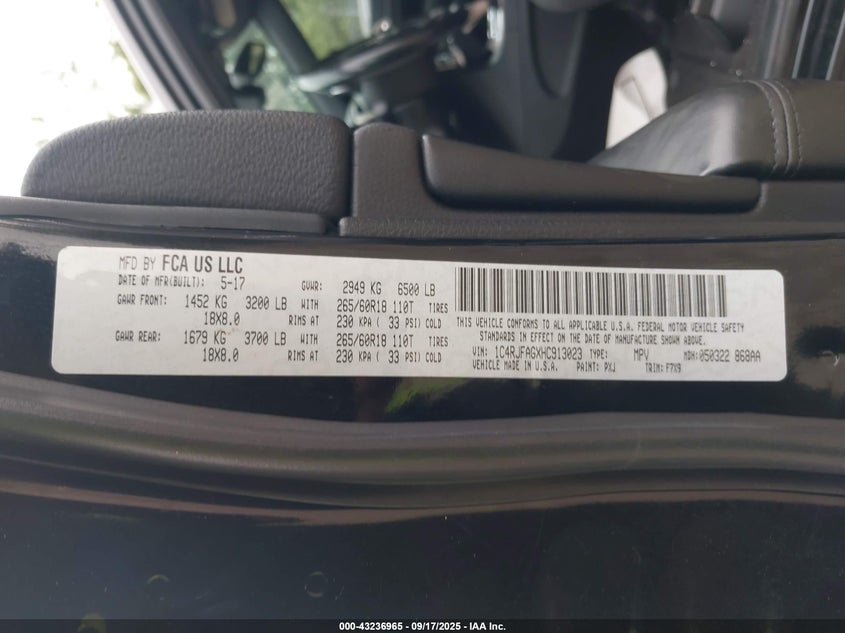 MFD BY FCA US LLC
DATE OF MFR(BUILT): 5-17 GVWR: 2949 KG 6500 LB
GAWR FRONT: 1452 KG 3200 LB WITH 265/60R18 110T TIRES
18X8.0 RIMS AT 230 KPA ( 33 PSI) COLD
GAWR REAR: 1679 KG 3700 LB WITH 265/60R18 110T TIRES
18X8.0 RIMS AT 230 KPA ( 33 PSI) COLD
THIS VEHICLE CONFORMS TO ALL APPLICABLE U.S.A. FEDERAL MOTOR VEHICLE SAFETY
STANDARDS IN EFFECT ON THE DATE OF MANUFACTURE SHOWN ABOVE.
VIN: 1C4RJFAGXHC913023 TYPE: MPV MDH: 050322 868AA
VEHICLE MADE IN U.S.A. PAINT: PXJ TRIM: F7X9
000-43236965 - 09/17/2025 - IAA Inc.